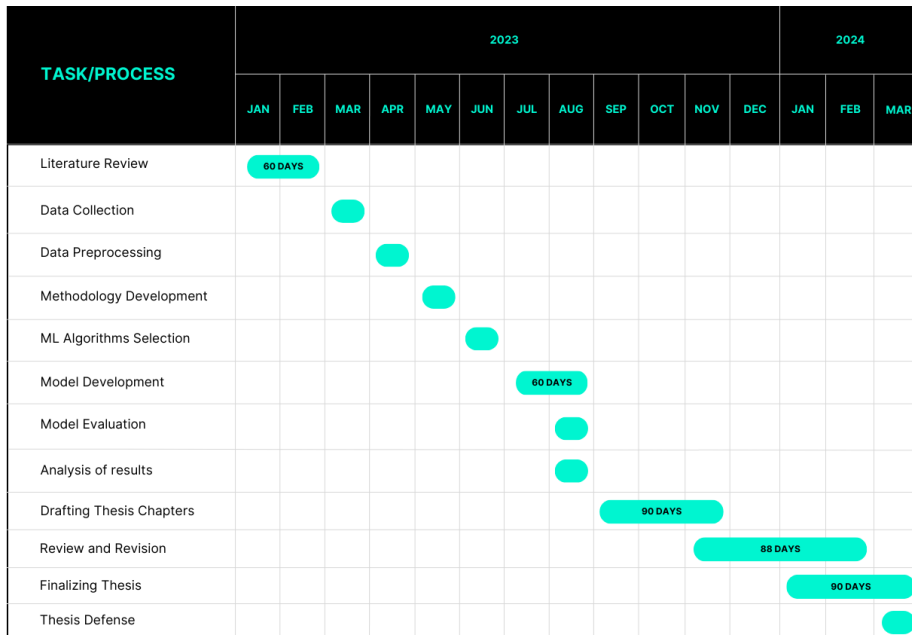 2023 2024
TASK/PROCESS
JAN FEB MAR APR MAY JUN JUL AUG SEP OCT NOV DEC JAN FEB MAR
Literature Review 60 DAYS
Data Collection
Data Preprocessing
Methodology Development
ML Algorithms Selection
Model Development 60 DAYS
Model Evaluation
Analysis of results
Drafting Thesis Chapters 90 DAYS
Review and Revision 88 DAYS
Finalizing Thesis 90 DAYS
Thesis Defense